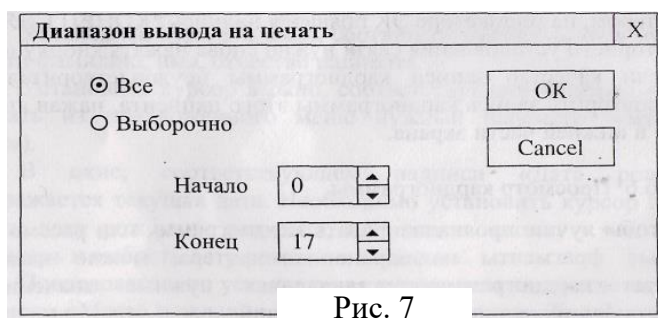 Диапазон вывода на печать X
Все OK
Выборочно
Cancel
Начало 0
Конец 17
Рис. 7